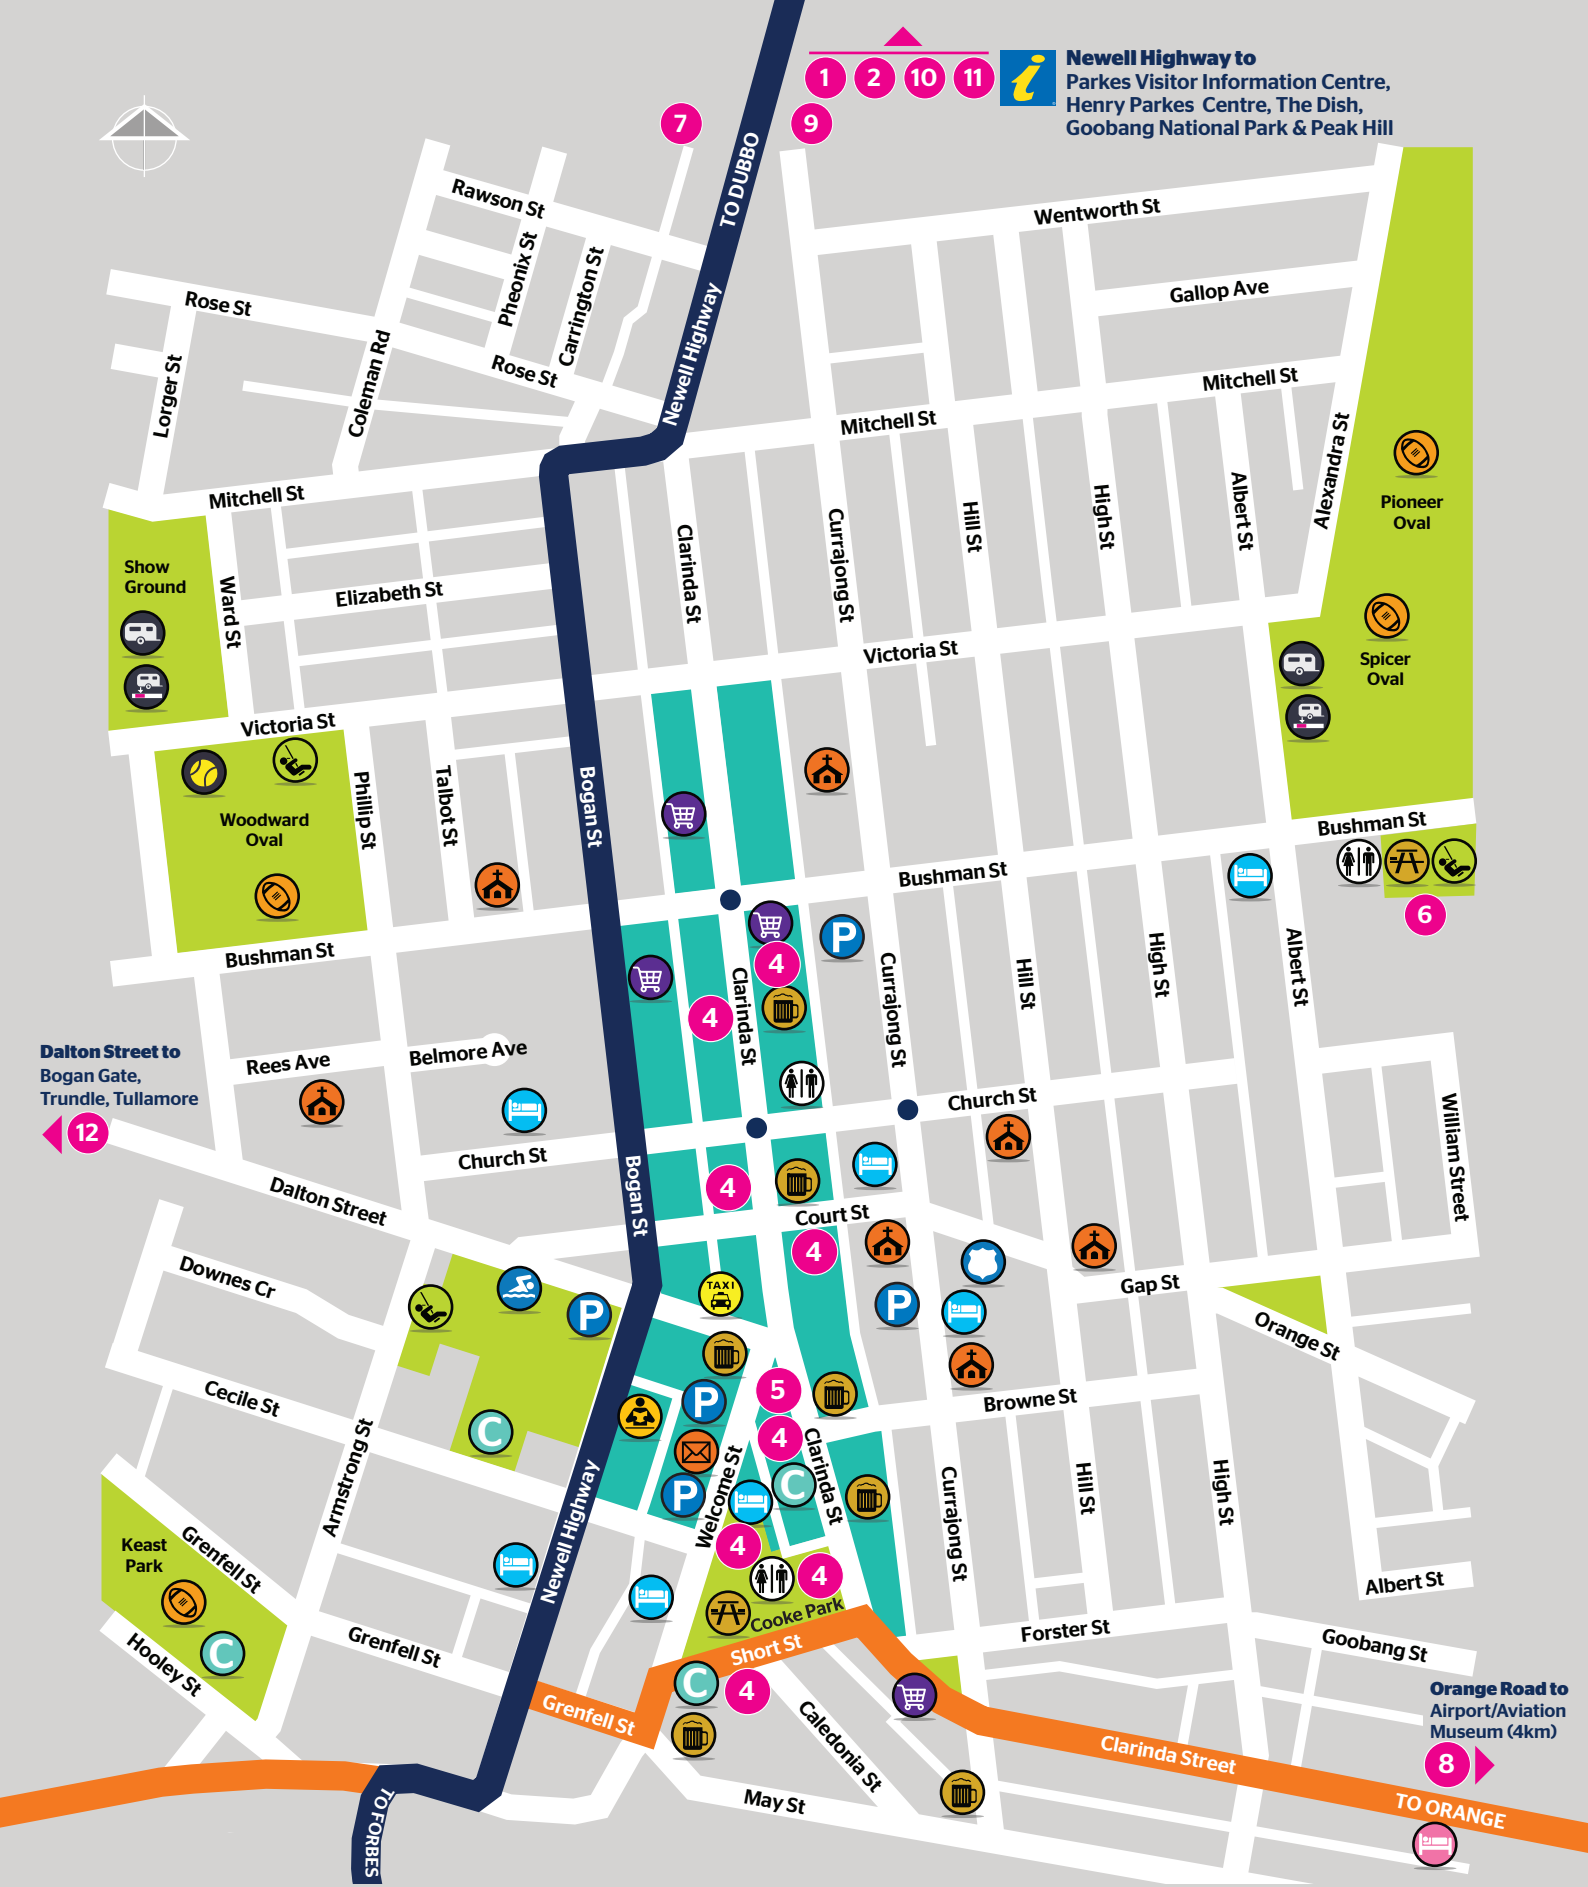 Newell Highway to
Parkes Visitor Information Centre,
Henry Parkes Centre, The Dish,
Goobang National Park & Peak Hill
1
2
10
11
i
7
9
TO DUBBO
Rawson St
Wentworth St
Pheonix St
Carrington St
Gallop Ave
Rose St
Newell Highway
Coleman Rd
Lorger St
Rose St
Mitchell St
Mitchell St
Alexandra St
Mitchell St
Pioneer
Oval
Clarinda St
Currajong St
Hill St
High St
Albert St
Show
Ground
Ward St
Elizabeth St
Victoria St
Spicer
Oval
Victoria St
Phillip St
Talbot St
Bogan St
Woodward
Oval
Bushman St
Bushman St
6
Bushman St
P
4
4
Clarinda St
Currajong St
Hill St
High St
Albert St
Dalton Street to
Bogan Gate,
Trundle, Tullamore
12
Rees Ave
Belmore Ave
Church St
William Street
Church St
Bogan St
Dalton Street
4
Court St
4
Downes Cr
TAXI
P
P
Gap St
Orange St
Cecile St
P
5
4
Browne St
C
Armstrong St
Welcome St
Clarinda St
C
P
Currajong St
Hill St
High St
Newell Highway
Keast
Park
Grenfell St
4
4
Albert St
C
Cooke Park
Hooley St
Grenfell St
Short St
Forster St
Goobang St
C
4
Grenfell St
Caledonia St
Orange Road to
Airport/Aviation
Museum (4km)
8
Clarinda Street
May St
TO ORANGE
TO FORBES